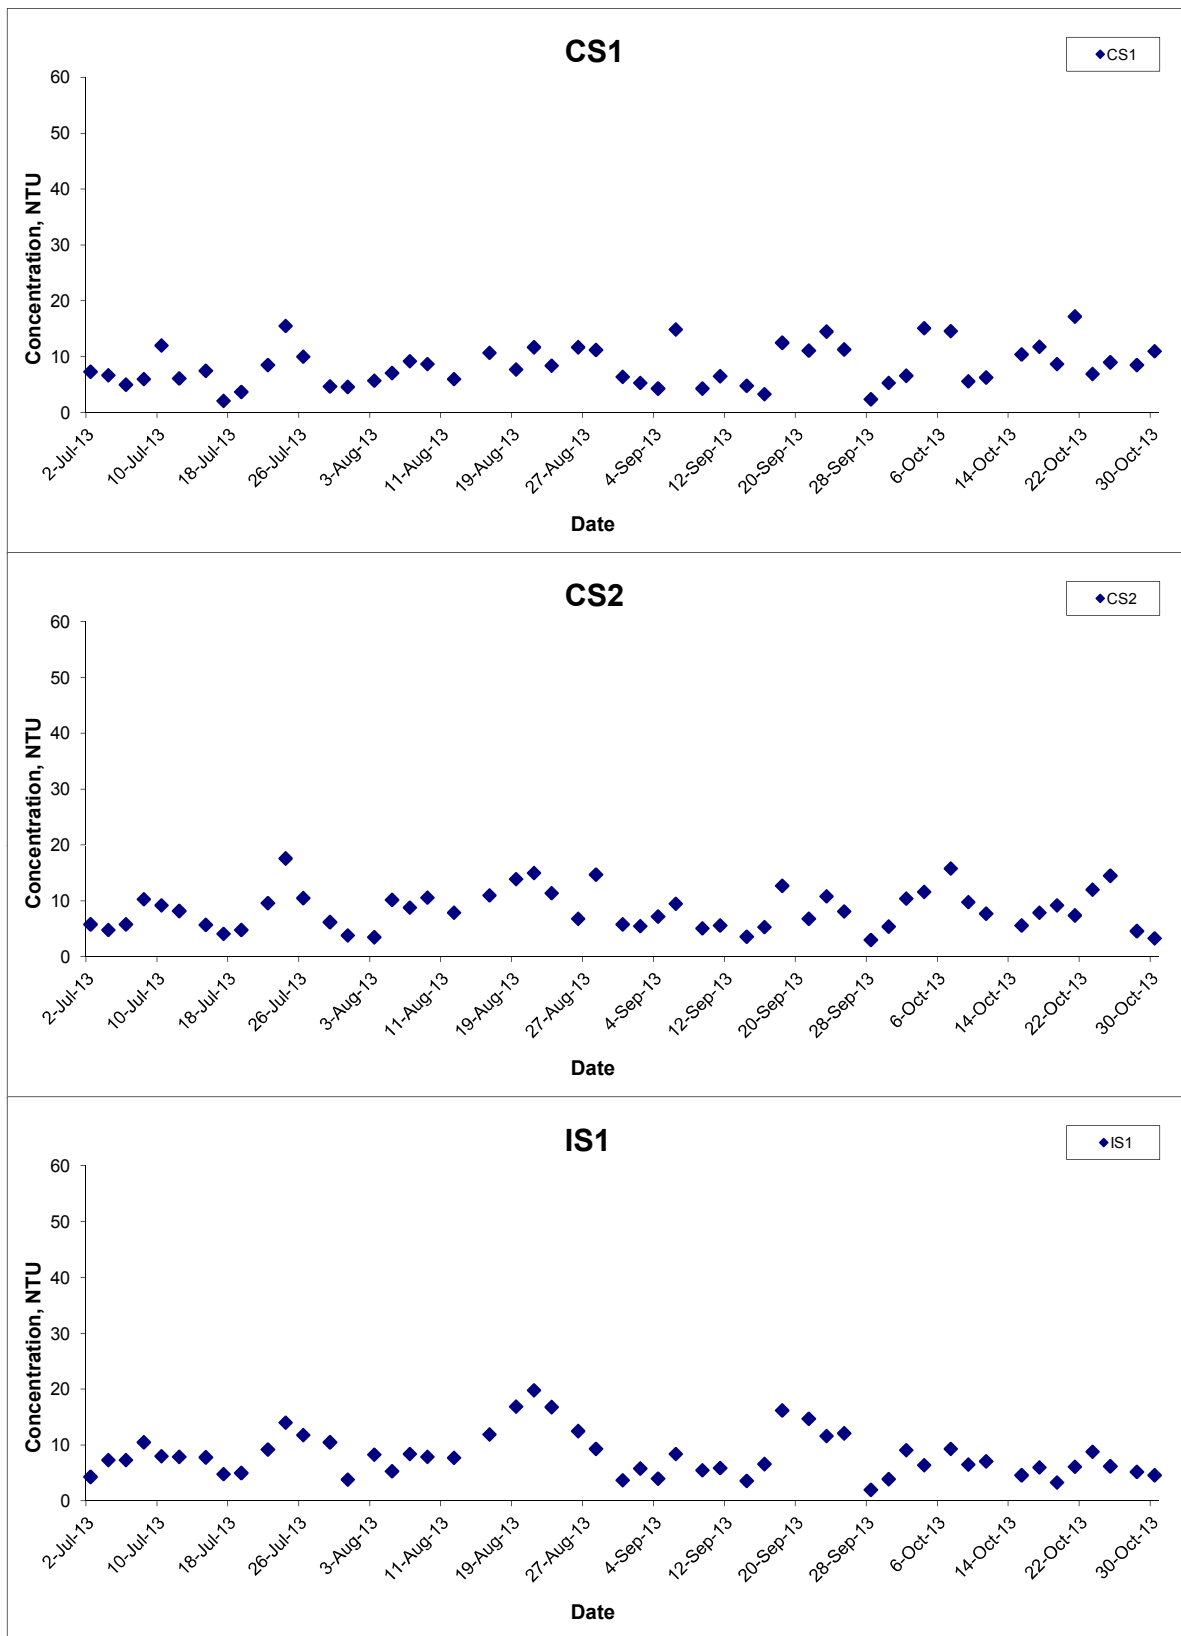 CS1
CS1
60
50
40
30
20
10
0
Concentration, NTU
2-Jul-13
10-Jul-13
18-Jul-13
26-Jul-13
3-Aug-13
11-Aug-13
19-Aug-13
27-Aug-13
4-Sep-13
12-Sep-13
20-Sep-13
28-Sep-13
6-Oct-13
14-Oct-13
22-Oct-13
30-Oct-13
Date
CS2
CS2
60
50
40
30
20
10
0
Concentration, NTU
2-Jul-13
10-Jul-13
18-Jul-13
26-Jul-13
3-Aug-13
11-Aug-13
19-Aug-13
27-Aug-13
4-Sep-13
12-Sep-13
20-Sep-13
28-Sep-13
6-Oct-13
14-Oct-13
22-Oct-13
30-Oct-13
Date
IS1
IS1
60
50
40
30
20
10
0
Concentration, NTU
2-Jul-13
10-Jul-13
18-Jul-13
26-Jul-13
3-Aug-13
11-Aug-13
19-Aug-13
27-Aug-13
4-Sep-13
12-Sep-13
20-Sep-13
28-Sep-13
6-Oct-13
14-Oct-13
22-Oct-13
30-Oct-13
Date